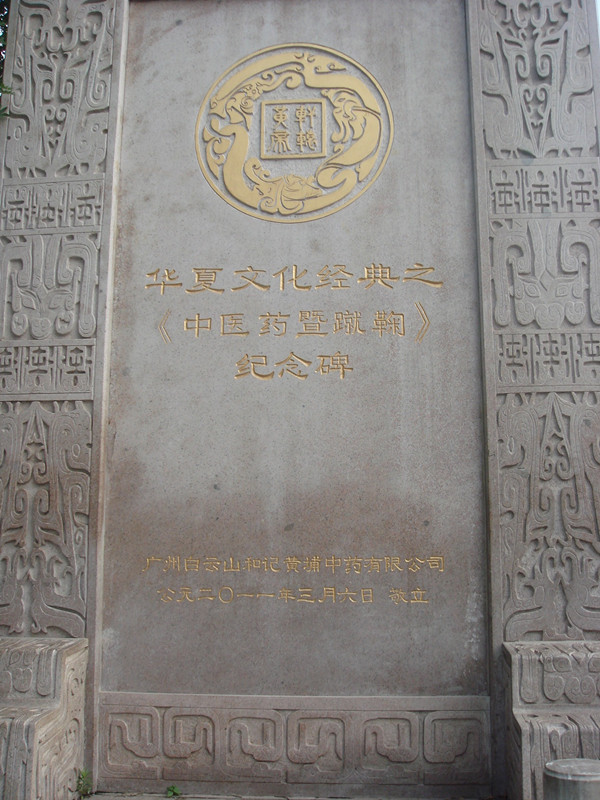 軒轅
黃帝
华夏文化经典之
《中医药暨蹴鞠》
纪念碑
广州白云山和记黄埔中药有限公司
公元二〇一一年三月六日 敬立